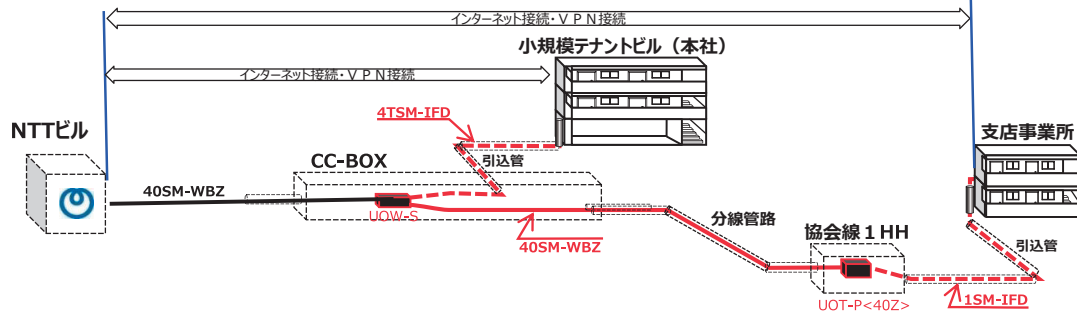 インターネット接続・ＶＰＮ接続
小規模テナントビル（本社）
インターネット接続・ＶＰＮ接続
4TSM-IFD
NTTビル
支店事業所
引込管
CC-BOX
40SM-WBZ
UOW-S
分線管路
40SM-WBZ
協会線１HH
引込管
UOT-P<40Z>
1SM-IFD